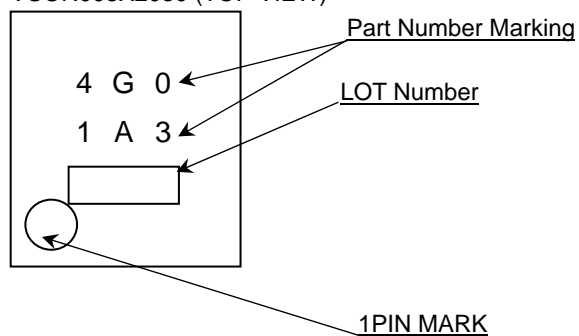 Part Number Marking
4 G 0
LOT Number
1 A 3
1PIN MARK